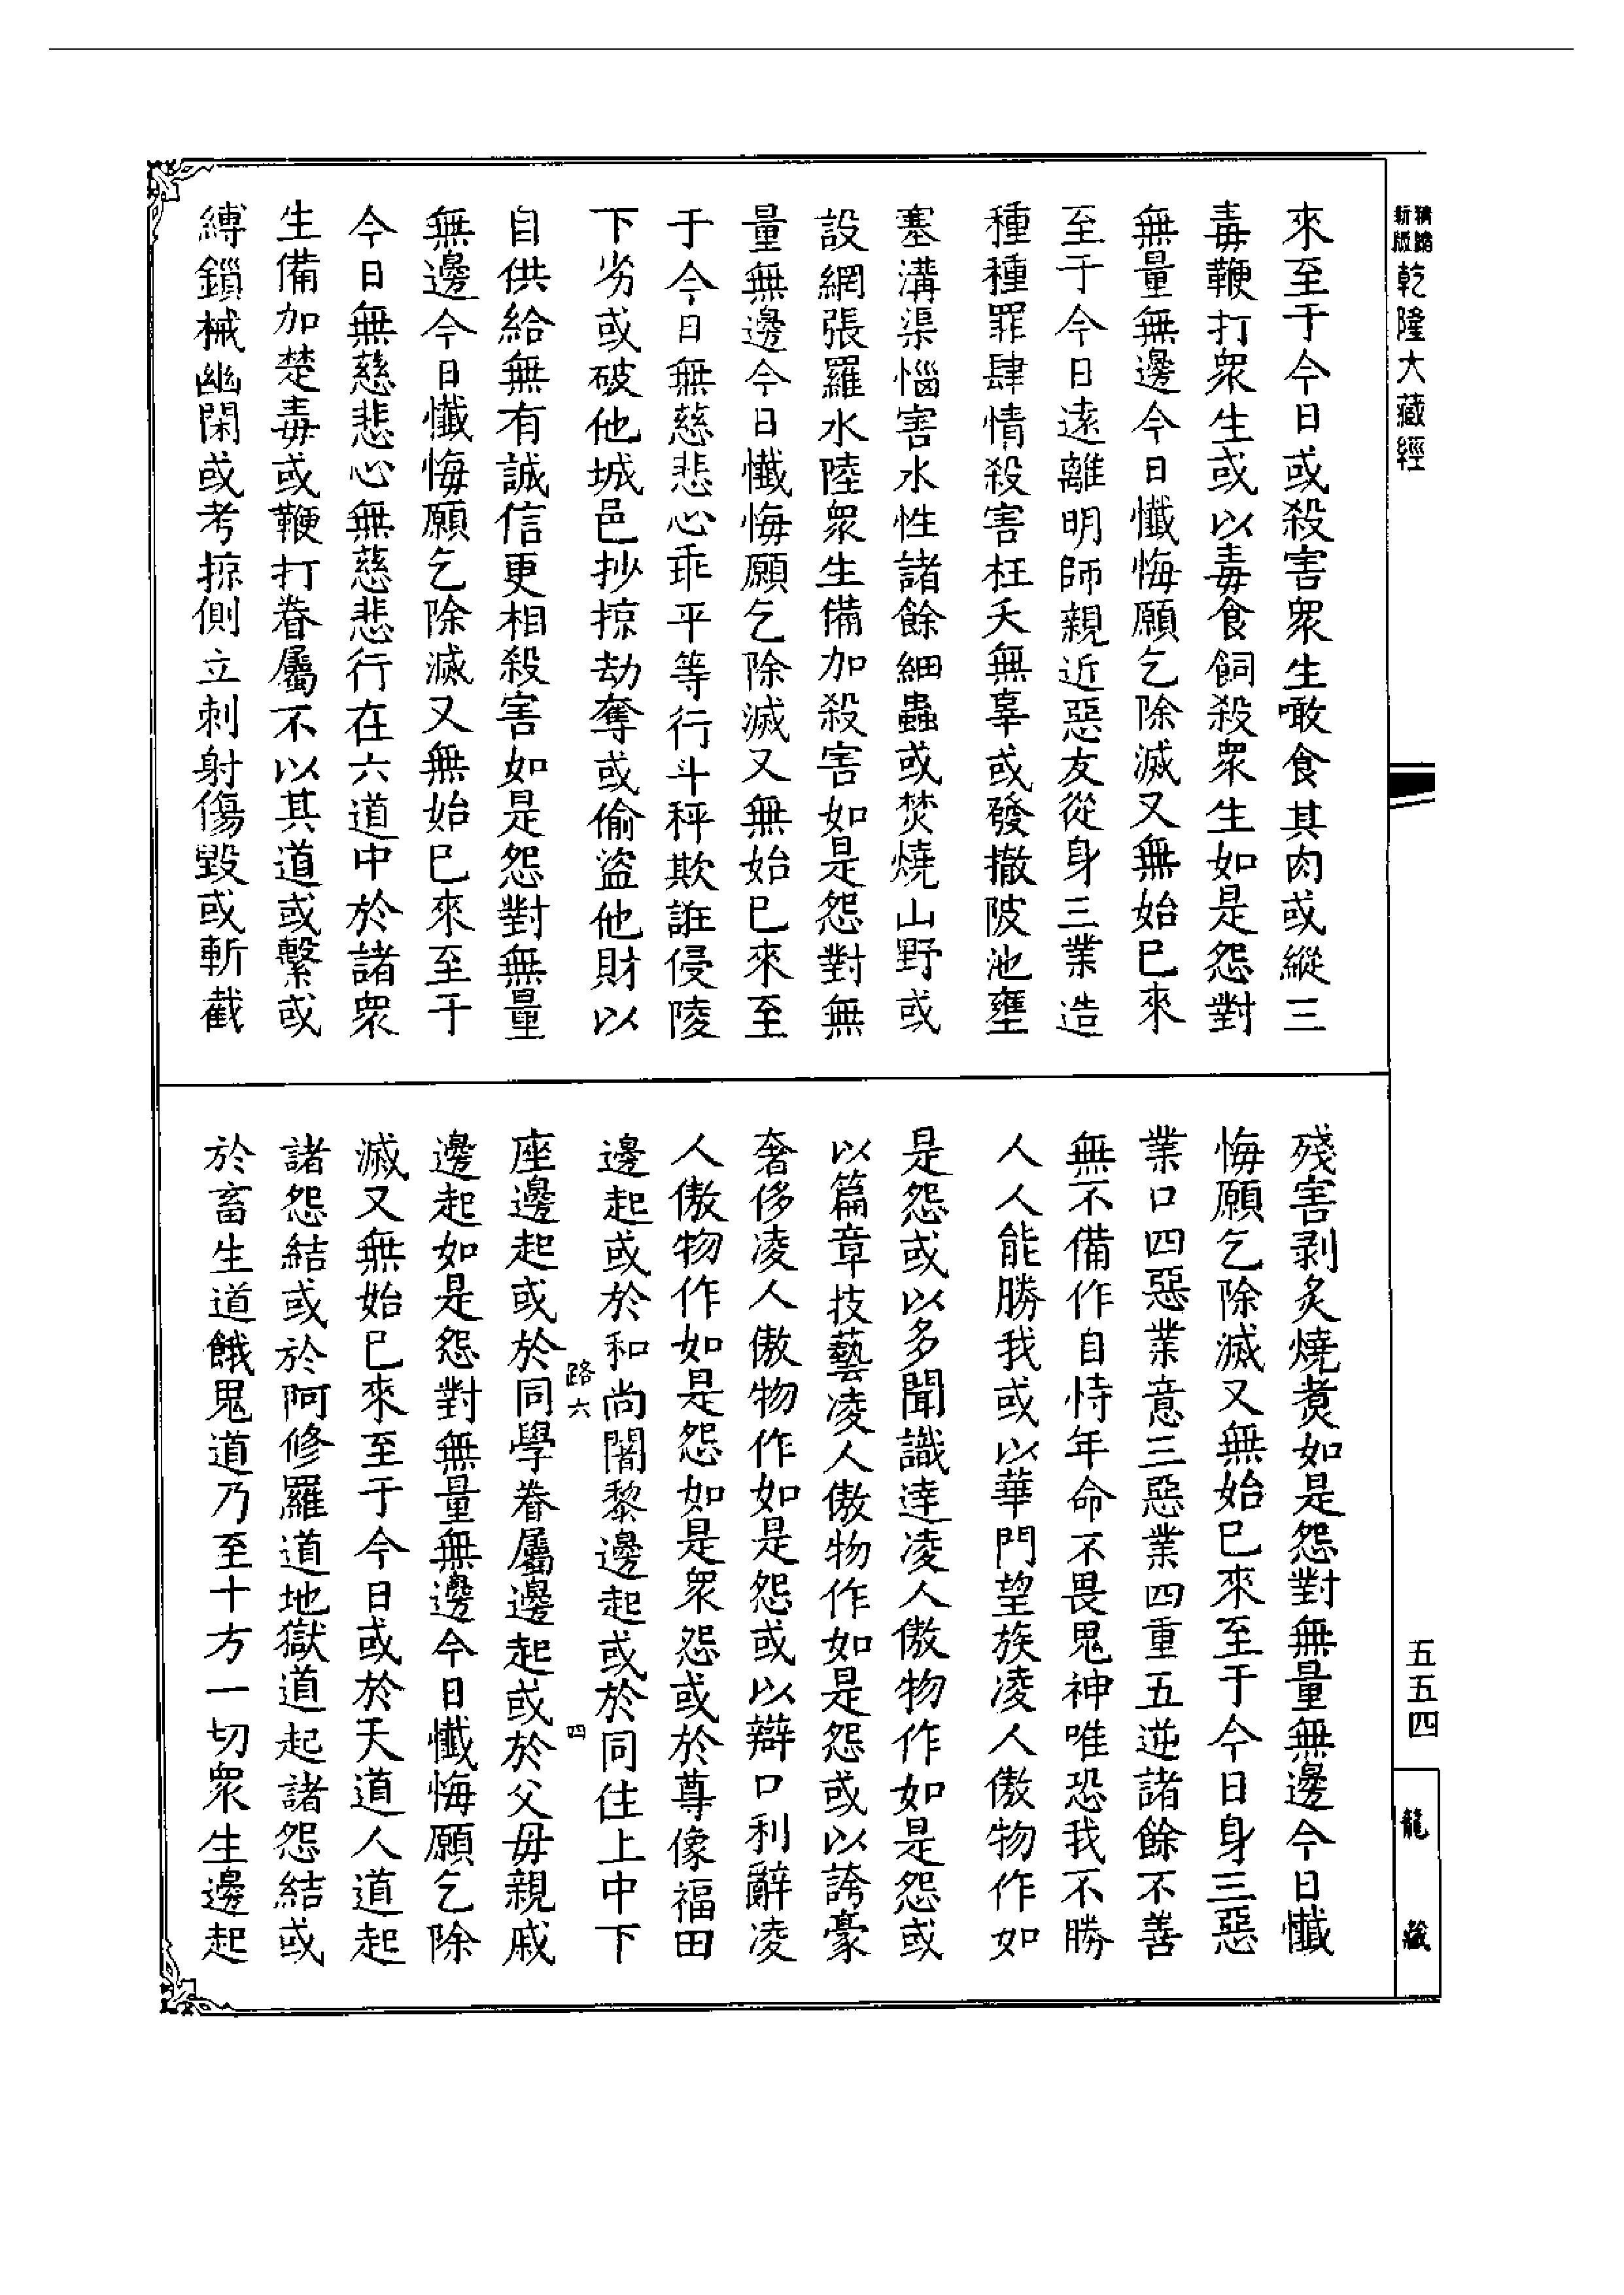 新版
乾隆大藏經
來至于今日或殺害衆生噉食其肉或縱三
毒鞭打衆生或以毒食飼殺衆生如是怨對
無量無邊今日懺悔願乞除滅又無始已來
至于今日遠離明師親近惡友從身三業造
種種罪肆情殺害枉夭無辜或發撤陂池壅
塞溝渠惱害水性諸餘細蟲或焚燒山野或
設網張羅水陸衆生備加殺害如是怨對無
量無邊今日懺悔願乞除滅又無始已來至
于今日無慈悲心乖平等行斗秤欺誑侵陵
下劣或破他城邑抄掠劫奪或偷盜他財以
自供給無有誠信更相殺害如是怨對無量
無邊今日懺悔願乞除滅又無始已來至于
今日無慈悲心無慈悲行在六道中於諸衆
生備加楚毒或鞭打眷屬不以其道或繫或
縛鎖械幽閑或考掠側立刺射傷毀或斬截
殘害剥炙燒煑如是怨對無量無邊今日懺
悔願乞除滅又無始已來至于今日身三惡
業口四惡業意三惡業四重五逆諸餘不善
無不備作自恃年命不畏鬼神唯恐我不勝
人人能勝我或以華門望族凌人傲物作如
是怨或以多聞識達凌人傲物作如是怨或
以篇章技藝凌人傲物作如是怨或以誇豪
奢侈凌人傲物作如是怨或以辯口利辭凌
人傲物作如是怨如是衆怨或於尊像福田
邊起或於和尚闍黎邊起或於同住上中下
路六
四
座邊起或於同學眷屬邊起或於父母親戚
邊起如是怨對無量無邊今日懺悔願乞除
滅又無始已來至于今日或於天道人道起
諸怨結或於阿修羅道地獄道起諸怨結或
於畜生道餓鬼道乃至十方一切衆生邊起
五五四
龍藏